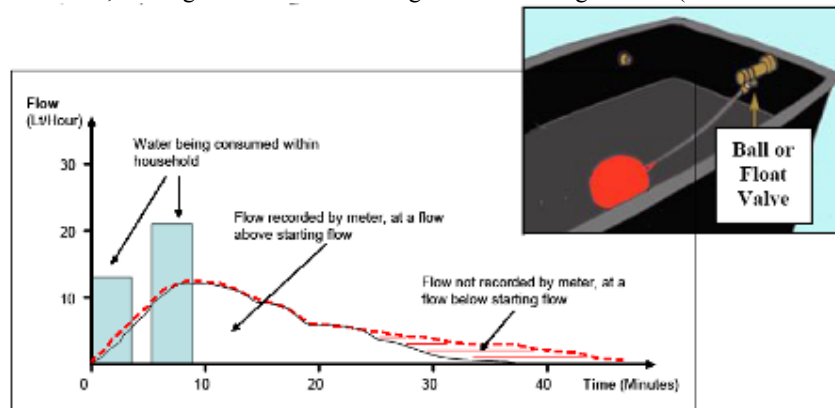 Flow
(Lt/Hour)
Water being consumed within
household
30
Flow recorded by meter, at a flow
above starting flow
20
Flow not recorded by meter, at a
flow below starting flow
10
0
10
20
30
40
Time (Minutes)
Ball or
Float
Valve